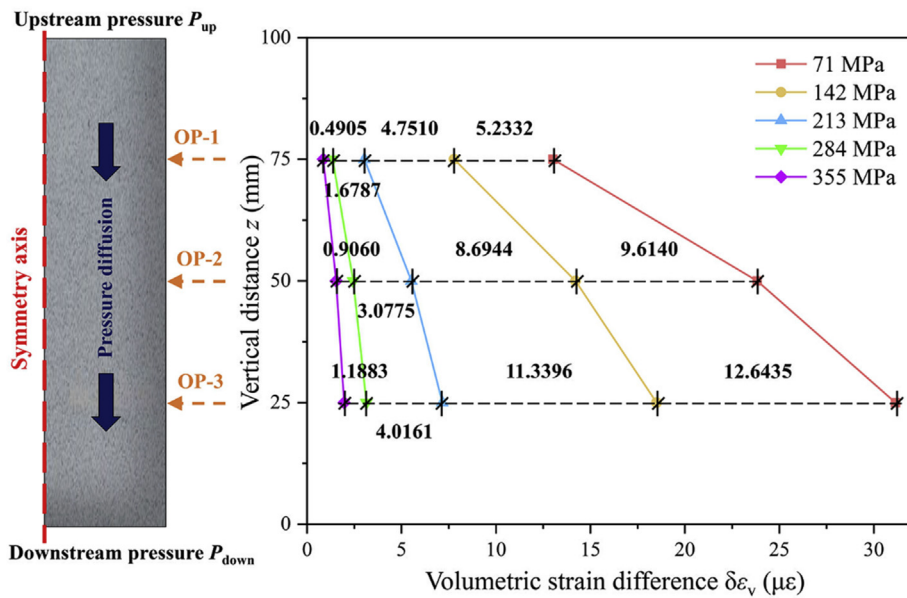 Upstream pressure Pup
Symmetry axis
Pressure diffusion
OP-1
OP-2
OP-3
Downstream pressure Pdown
Vertical distance z (mm)
100
75
50
25
0
71 MPa
142 MPa
213 MPa
284 MPa
355 MPa
0.4905 4.7510 5.2332
1.6787
0.9060 8.6944 9.6140
3.0775
1.1883 11.3396 12.6435
4.0161
0 5 10 15 20 25 30
Volumetric strain difference δεv (με)